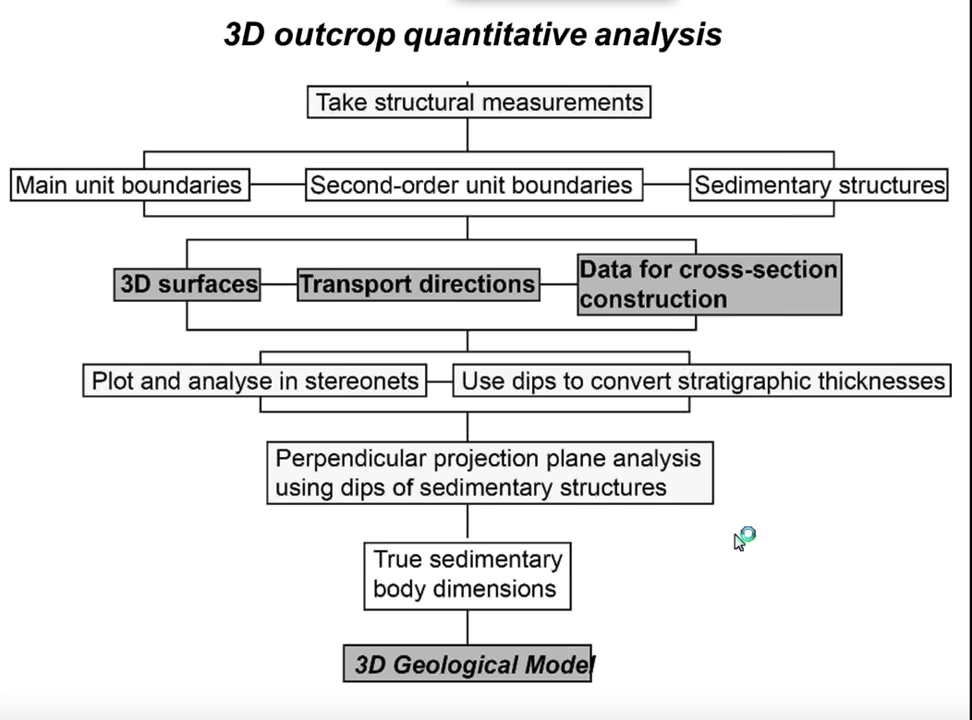 3D outcrop quantitative analysis
Take structural measurements
Main unit boundaries
Second-order unit boundaries
Sedimentary structures
3D surfaces
Transport directions
Data for cross-section
construction
Plot and analyse in stereonets
Use dips to convert stratigraphic thicknesses
Perpendicular projection plane analysis
using dips of sedimentary structures
True sedimentary
body dimensions
3D Geological Model